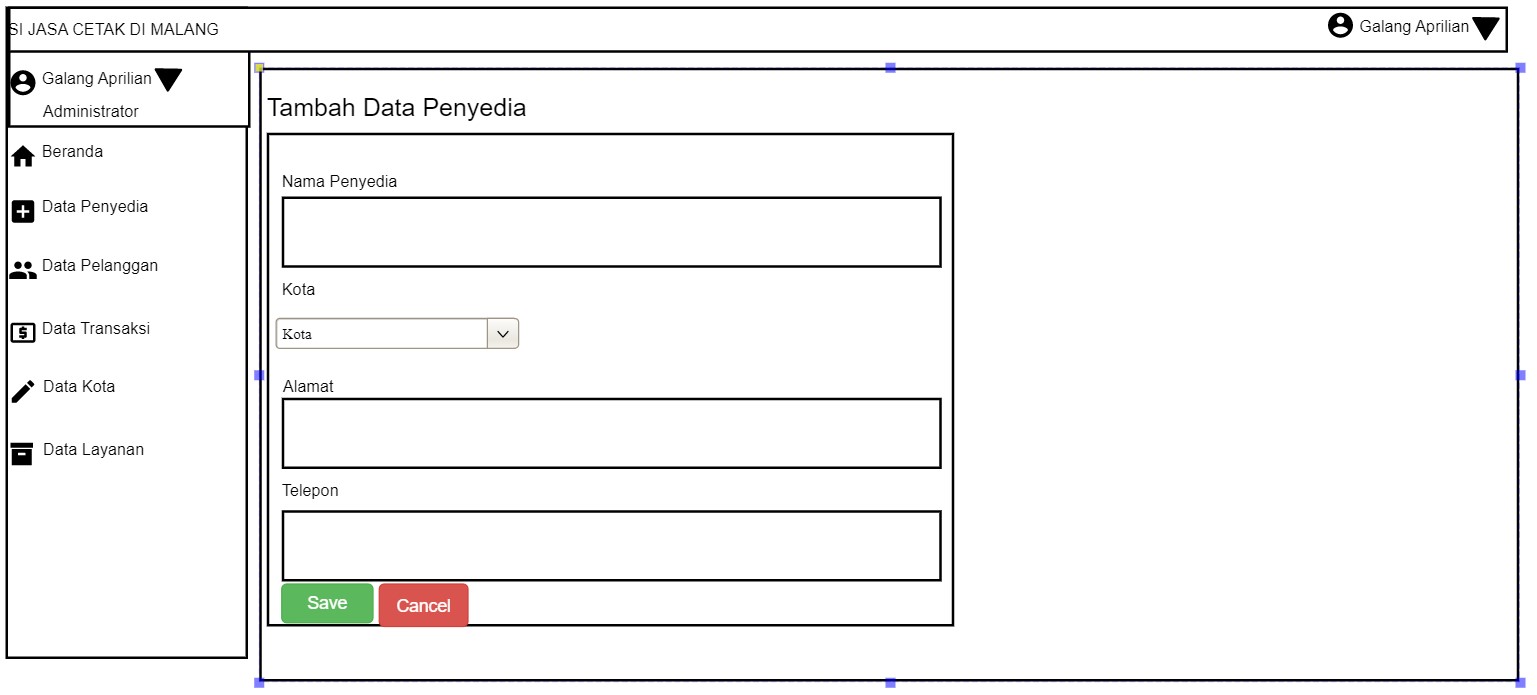 SI JASA CETAK DI MALANG
Galang Aprilian
Galang Aprilian
Administrator
Beranda
Data Penyedia
Data Pelanggan
$
Data Transaksi
Data Kota
Data Layanan
Tambah Data Penyedia
Nama Penyedia
Kota
Kota
Alamat
Telepon
Save
Cancel